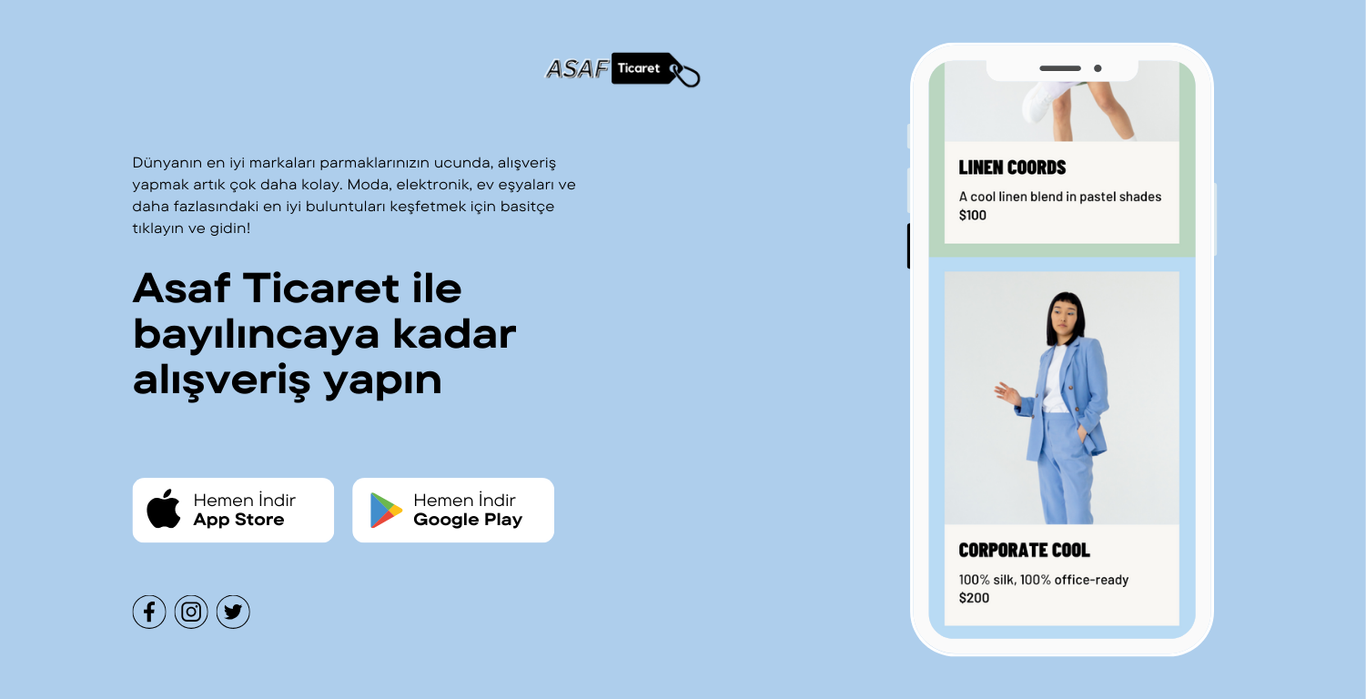 ASAF Ticaret
Dünyanın en iyi markaları parmaklarınızın ucunda, alışveriş
yapmak artık çok daha kolay. Moda, elektronik, ev eşyaları ve
daha fazlasındaki en iyi buluntuları keşfetmek için basitçe
tıklayın ve gidin!
Asaf Ticaret ile
bayılıncaya kadar
alışveriş yapın
Hemen İndir
App Store
Hemen İndir
Google Play
LINEN COORDS
A cool linen blend in pastel shades
$100
CORPORATE COOL
100% silk, 100% office-ready
$200